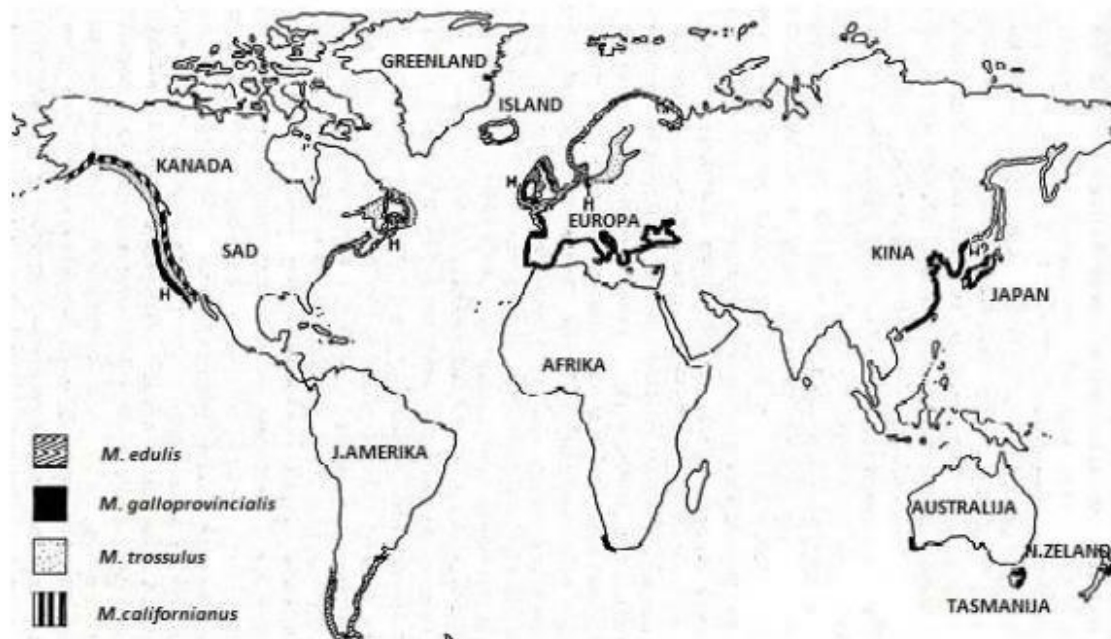 GREENLAND
ISLAND
KANADA
H
H
H
EUROPA
H
SAD
KINA
H?
H
JAPAN
AFRIKA
M. edulis
J.AMERIKA
M. galloprovincialis
AUSTRALIJA
M. trossulus
N.ZELAND
TASMANIJA
M.californianus